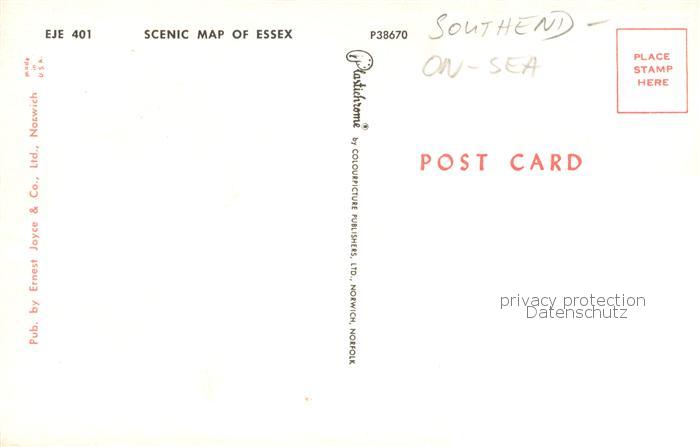 EJE 401 SCENIC MAP OF ESSEX P38670
SOUTHEND-
ON-SEA
made
in
U.S.A.
PLACE
STAMP
HERE
Pub. by Ernest Joyce & Co., Ltd., Norwich
Plastichrome ® by COLOURPICTURE PUBLISHERS, LTD., NORWICH, NORFOLK
POST CARD
privacy protection
Datenschutz